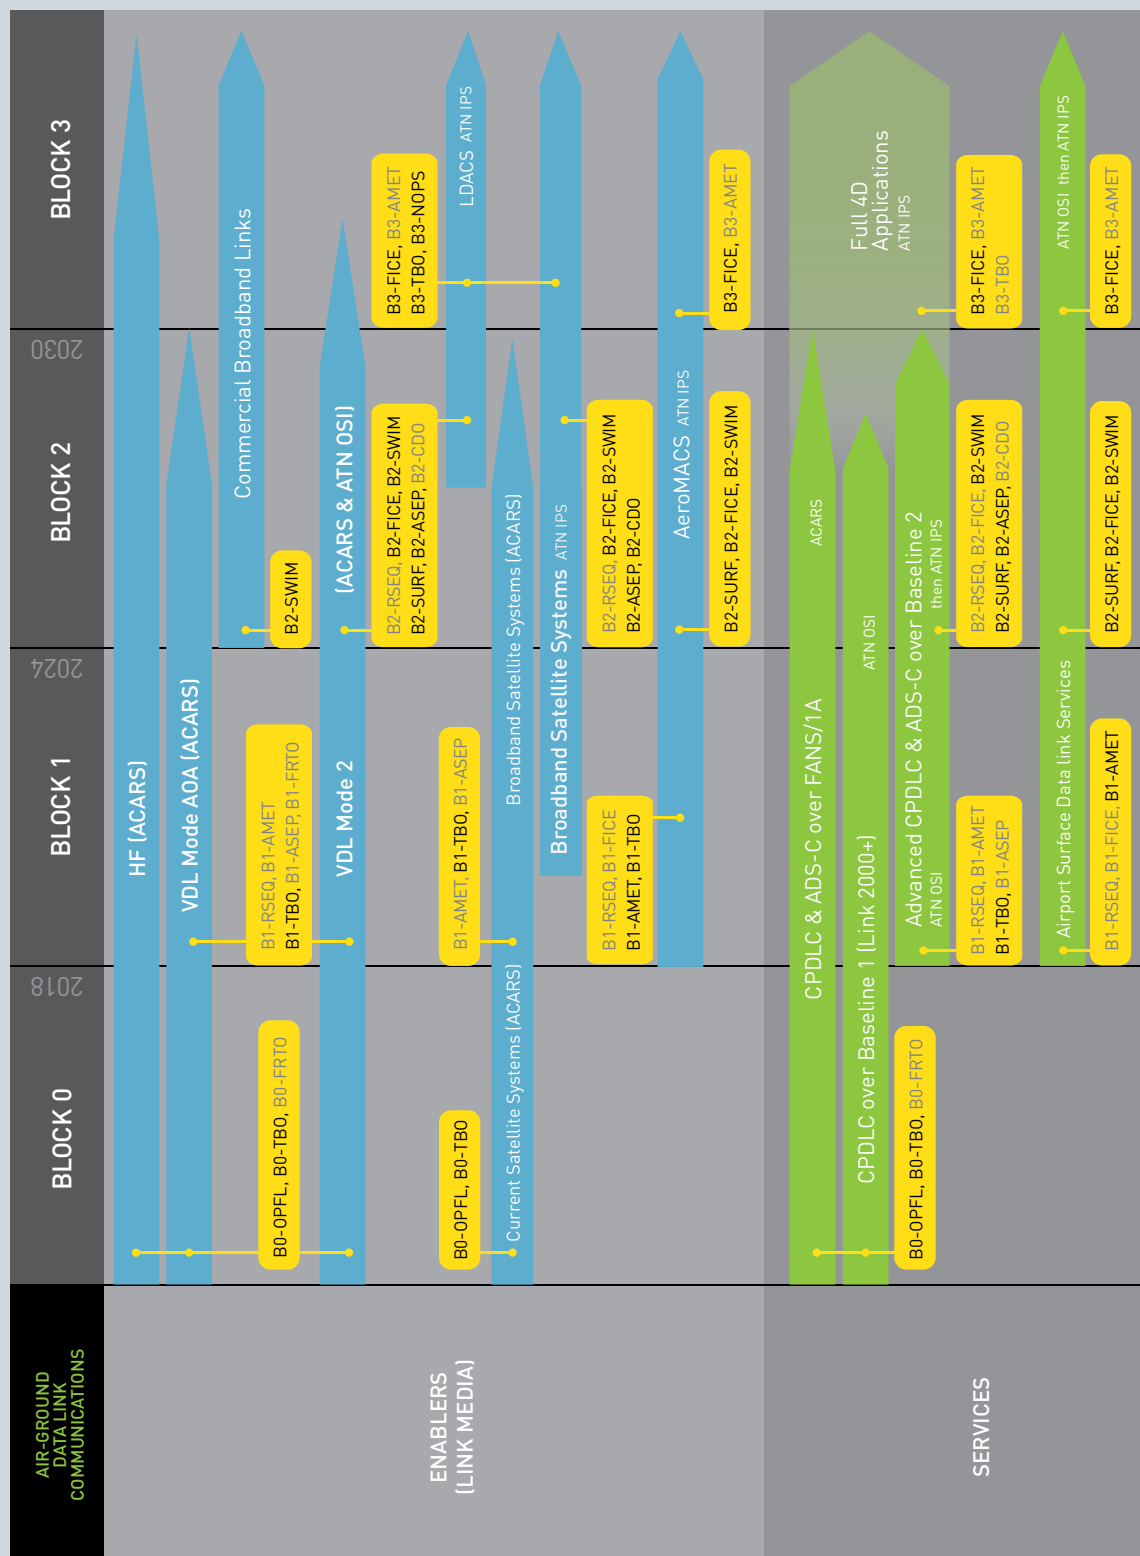 AIR-GROUND
DATA LINK
COMMUNICATIONS
BLOCK 0
2018
BLOCK 1
2024
BLOCK 2
2030
BLOCK 3
ENABLERS
(LINK MEDIA)
HF (ACARS)
VDL Mode AOA (ACARS)
Commercial Broadband Links
B0-OPFL, B0-TBO, B0-FRTO
B1-RSEQ, B1-AMET
B1-TBO, B1-ASEP, B1-FRTO
B2-SWIM
VDL Mode 2
(ACARS & ATN OSI)
B2-RSEQ, B2-FICE, B2-SWIM
B2-SURF, B2-ASEP, B2-CDO
B3-FICE, B3-AMET
B3-TBO, B3-NOPS
B0-OPFL, B0-TBO
B1-AMET, B1-TBO, B1-ASEP
LDACS ATN IPS
Current Satellite Systems (ACARS)
Broadband Satellite Systems (ACARS)
Broadband Satellite Systems ATN IPS
B1-RSEQ, B1-FICE
B1-AMET, B1-TBO
B2-RSEQ, B2-FICE, B2-SWIM
B2-ASEP, B2-CDO
AeroMACS ATN IPS
B2-SURF, B2-FICE, B2-SWIM
B3-FICE, B3-AMET
SERVICES
CPDLC & ADS-C over FANS/1A
ACARS
CPDLC over Baseline 1 (Link 2000+)
ATN OSI
Full 4D
Applications
ATN IPS
Advanced CPDLC & ADS-C over Baseline 2
ATN OSI
then ATN IPS
B0-OPFL, B0-TBO, B0-FRTO
B1-RSEQ, B1-AMET
B1-TBO, B1-ASEP
B2-RSEQ, B2-FICE, B2-SWIM
B2-SURF, B2-ASEP, B2-CDO
B3-FICE, B3-AMET
B3-TBO
Airport Surface Data link Services
ATN OSI then ATN IPS
B1-RSEQ, B1-FICE, B1-AMET
B2-SURF, B2-FICE, B2-SWIM
B3-FICE, B3-AMET